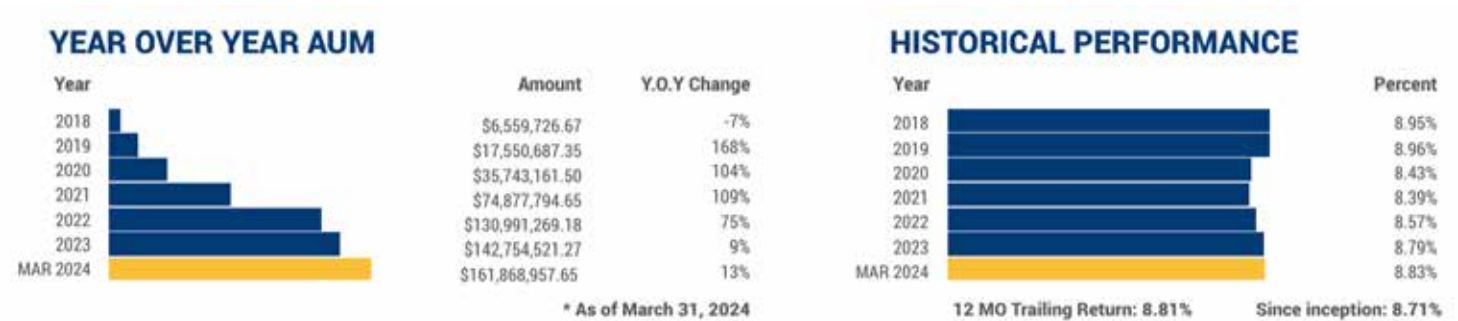 YEAR OVER YEAR AUM
Year Amount Y.O.Y Change
2018 $6,559,726.67 -7%
2019 $17,550,687.35 168%
2020 $35,743,161.50 104%
2021 $74,877,794.65 109%
2022 $130,991,269.18 75%
2023 $142,754,521.27 9%
MAR 2024 $161,868,957.65 13%
* As of March 31, 2024
HISTORICAL PERFORMANCE
Year Percent
2018 8.95%
2019 8.96%
2020 8.43%
2021 8.39%
2022 8.57%
2023 8.79%
MAR 2024 8.83%
12 MO Trailing Return: 8.81% Since inception: 8.71%